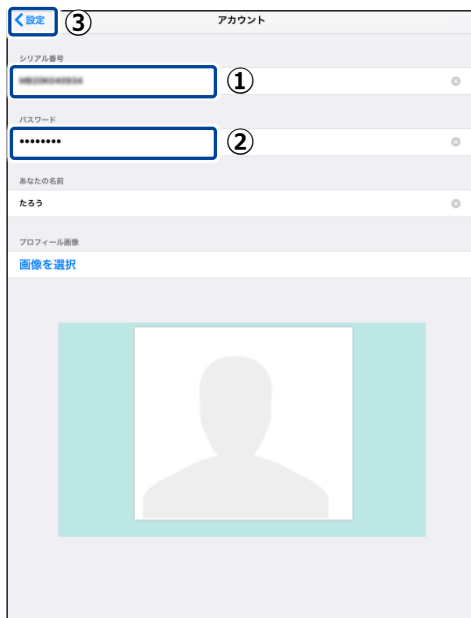 設定 ③ アカウント
シリアル番号
①
パスワード
•••••••• ②
あなたの名前
たろう
プロフィール画像
画像を選択